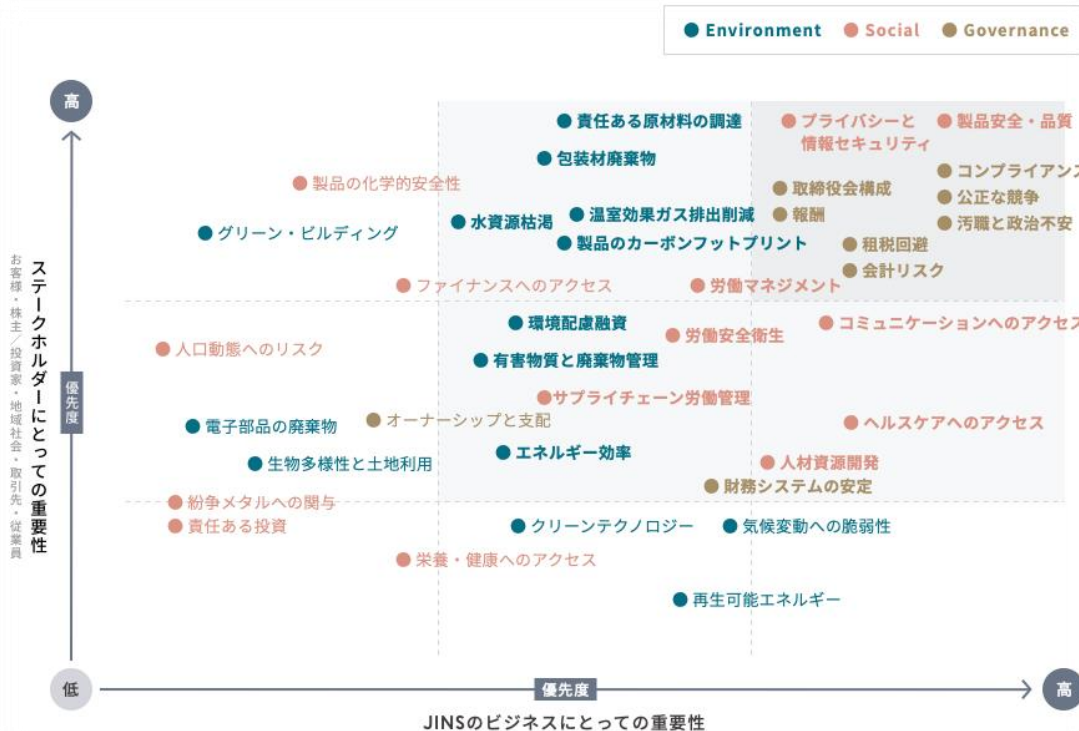 Environment Social Governance
高
責任ある原材料の調達
プライバシーと
情報セキュリティ
製品安全・品質
包装材廃棄物
コンプライアンス
製品の化学的安全性
取締役会構成
公正な競争
水資源枯渇
温室効果ガス排出削減
報酬
汚職と政治不安
グリーン・ビルディング
製品のカーボンフットプリント
租税回避
会計リスク
ファイナンスへのアクセス
労働マネジメント
環境配慮融資
コミュニケーションへのアクセス
労働安全衛生
人口動態へのリスク
有害物質と廃棄物管理
サプライチェーン労働管理
オーナーシップと支配
ヘルスケアへのアクセス
電子部品の廃棄物
エネルギー効率
生物多様性と土地利用
人材資源開発
財務システムの安定
紛争メタルへの関与
責任ある投資
クリーンテクノロジー
気候変動への脆弱性
栄養・健康へのアクセス
再生可能エネルギー
ステークホルダーにとっての重要性
お客様・株主／投資家・地域社会・取引先・従業員
優先度
低
優先度
高
JINSのビジネスにとっての重要性